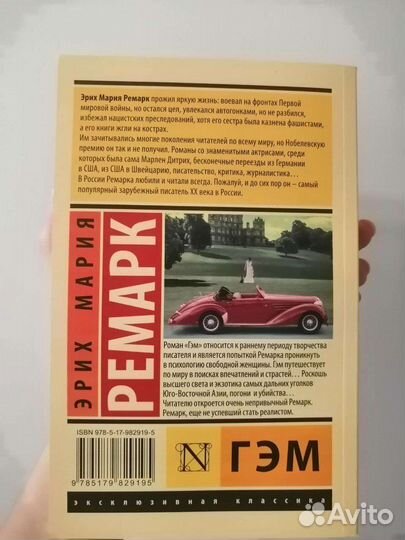 Эрих Мария Ремарк прожил яркую жизнь: воевал на фронтах Первой
мировой войны, но остался цел, увлекался автогонками, но не разбился,
избежал нацистских преследований, хотя его сестра была казнена фашистами,
а его книги жгли на кострах.
Им зачитывались многие поколения читателей по всему миру, но Нобелевскую
премию он так и не получил. Романы со знаменитыми актрисами, среди
которых была сама Марлен Дитрих, бесконечные переезды из Германии
в США, из США в Швейцарию, писательство, критика, журналистика...
В России Ремарка любили и читали всегда. Пожалуй, и до сих пор он – самый
популярный зарубежный писатель XX века в России.
ЭРИХ МАРИЯ
РЕМАРК
Роман «Гэм» относится к раннему периоду творчества
писателя и является попыткой Ремарка проникнуть
в психологию свободной женщины. Гэм путешествует
по миру в поисках впечатлений и страстей... Роскошь
высшего света и экзотика самых дальних уголков
Юго-Восточной Азии, погони и убийства...
Читателю откроется очень непривычный Ремарк.
Ремарк, еще не успевший стать реалистом.
ISBN 978-5-17-982919-5
9 785179 829195
N
ГЭМ
эксклюзивная классика
Avito